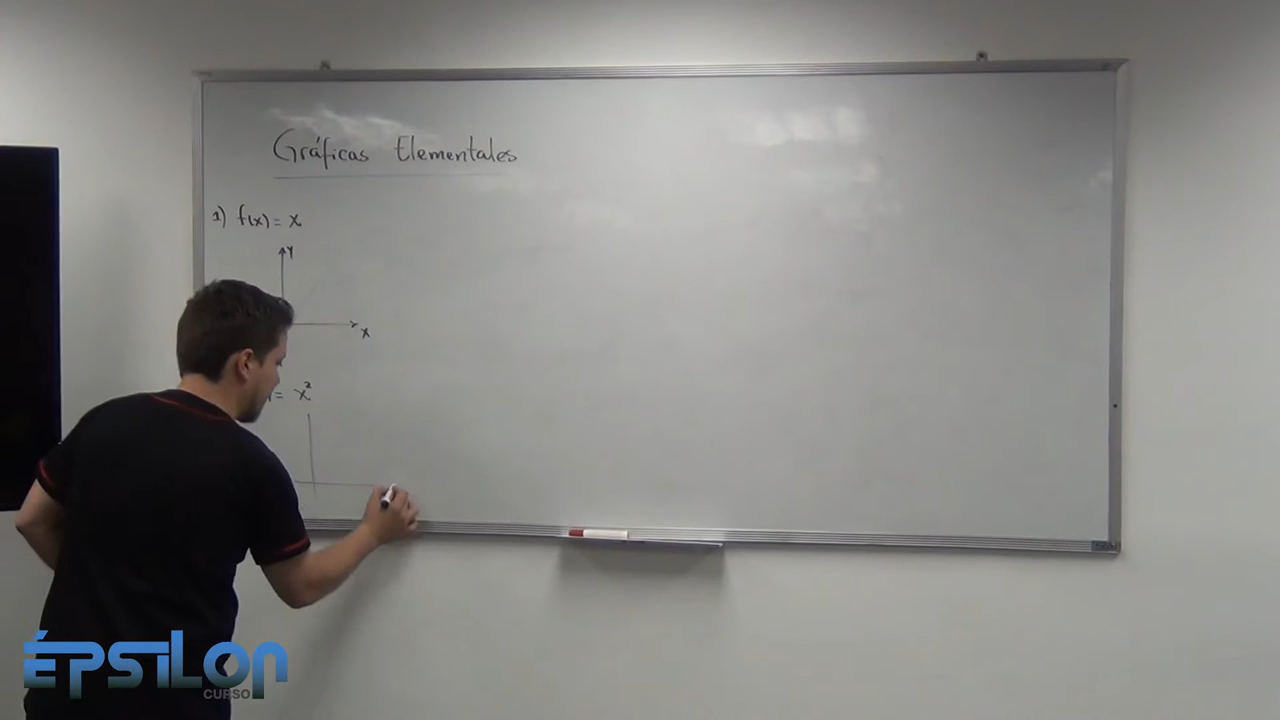 Gráficas Elementales
1) f(x) = x
y
x
= x²
ÉPSILON
CURSO